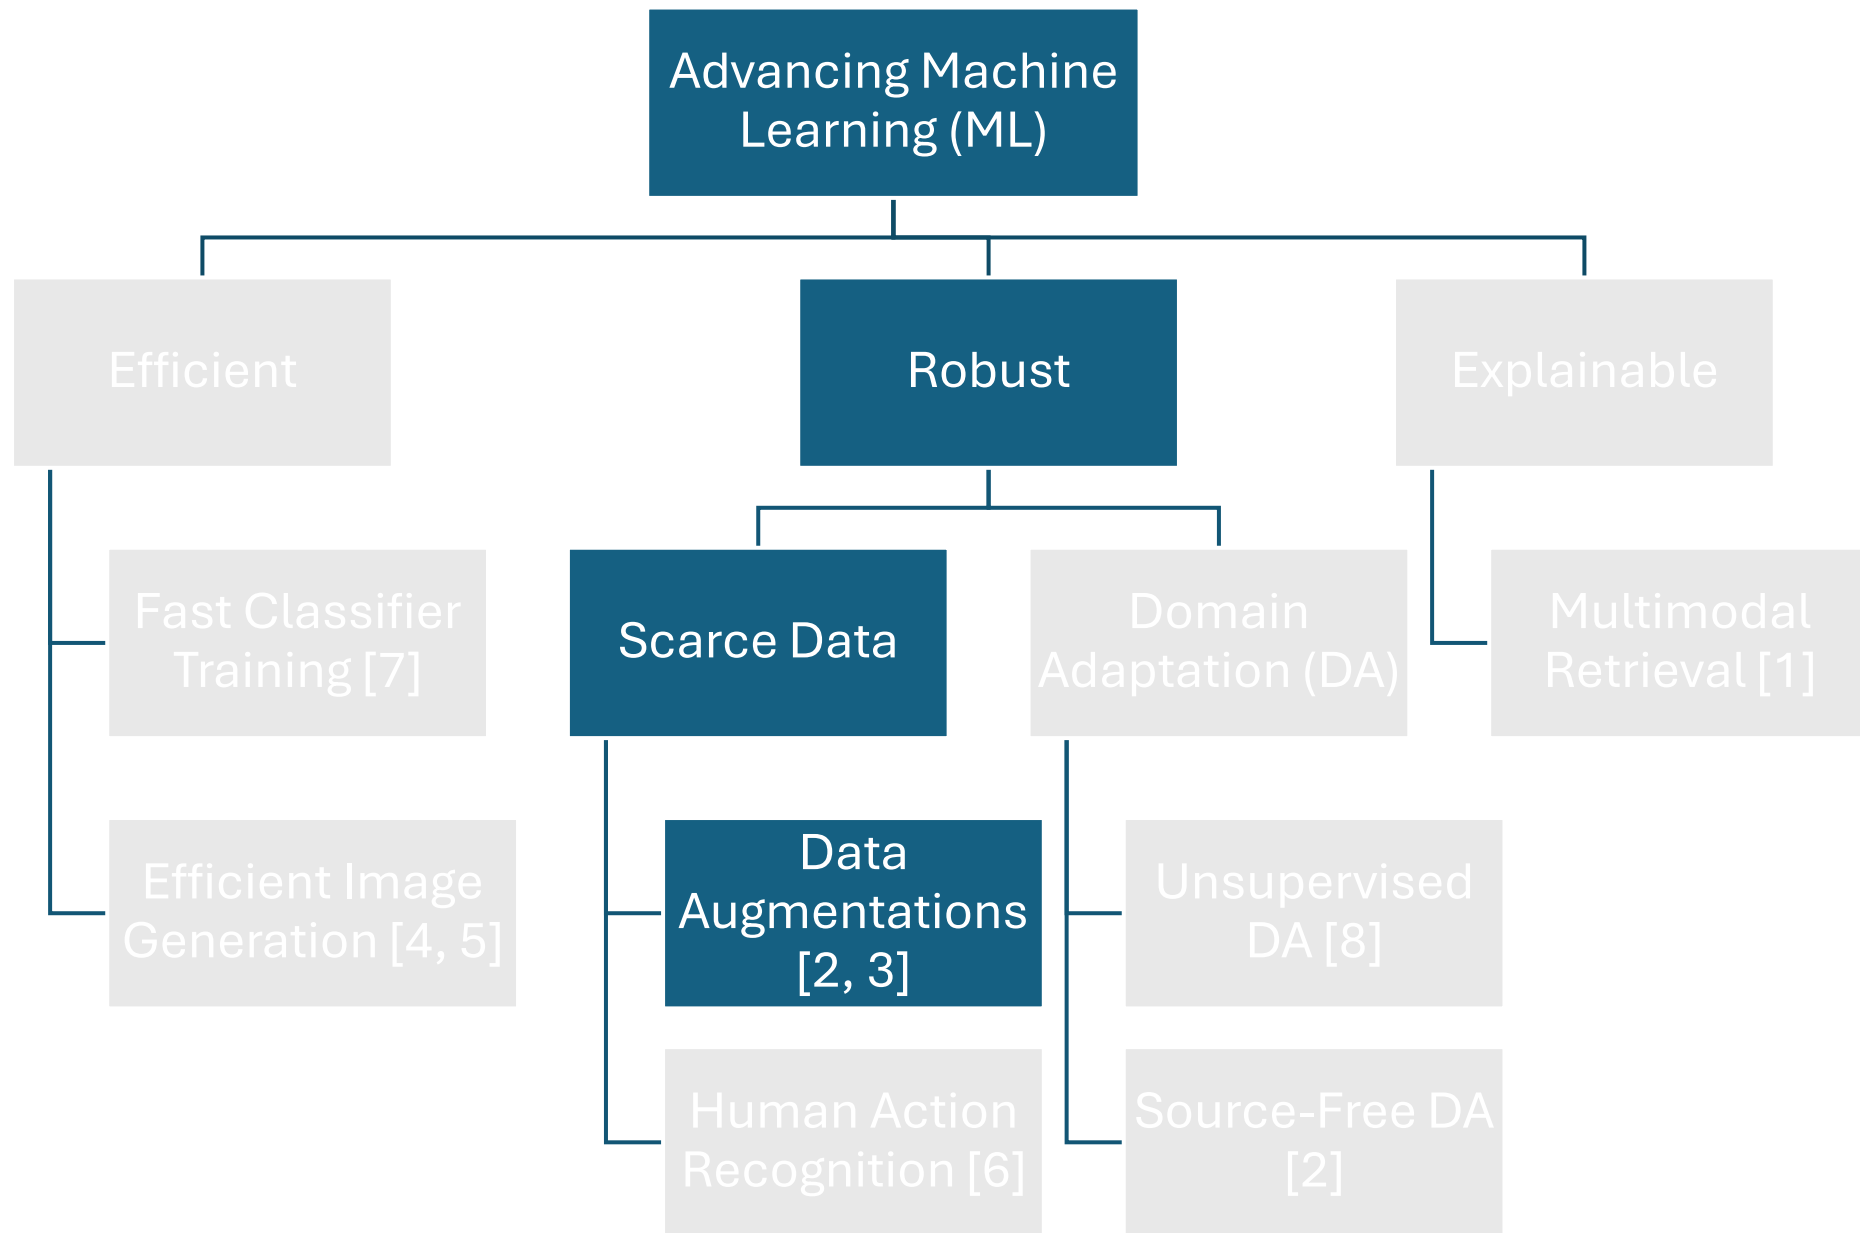 Advancing Machine
Learning (ML)
Efficient
Robust
Explainable
Fast Classifier
Training [7]
Scarce Data
Domain
Adaptation (DA)
Multimodal
Retrieval [1]
Efficient Image
Generation [4, 5]
Data
Augmentations
[2, 3]
Unsupervised
DA [8]
Human Action
Recognition [6]
Source-Free DA
[2]